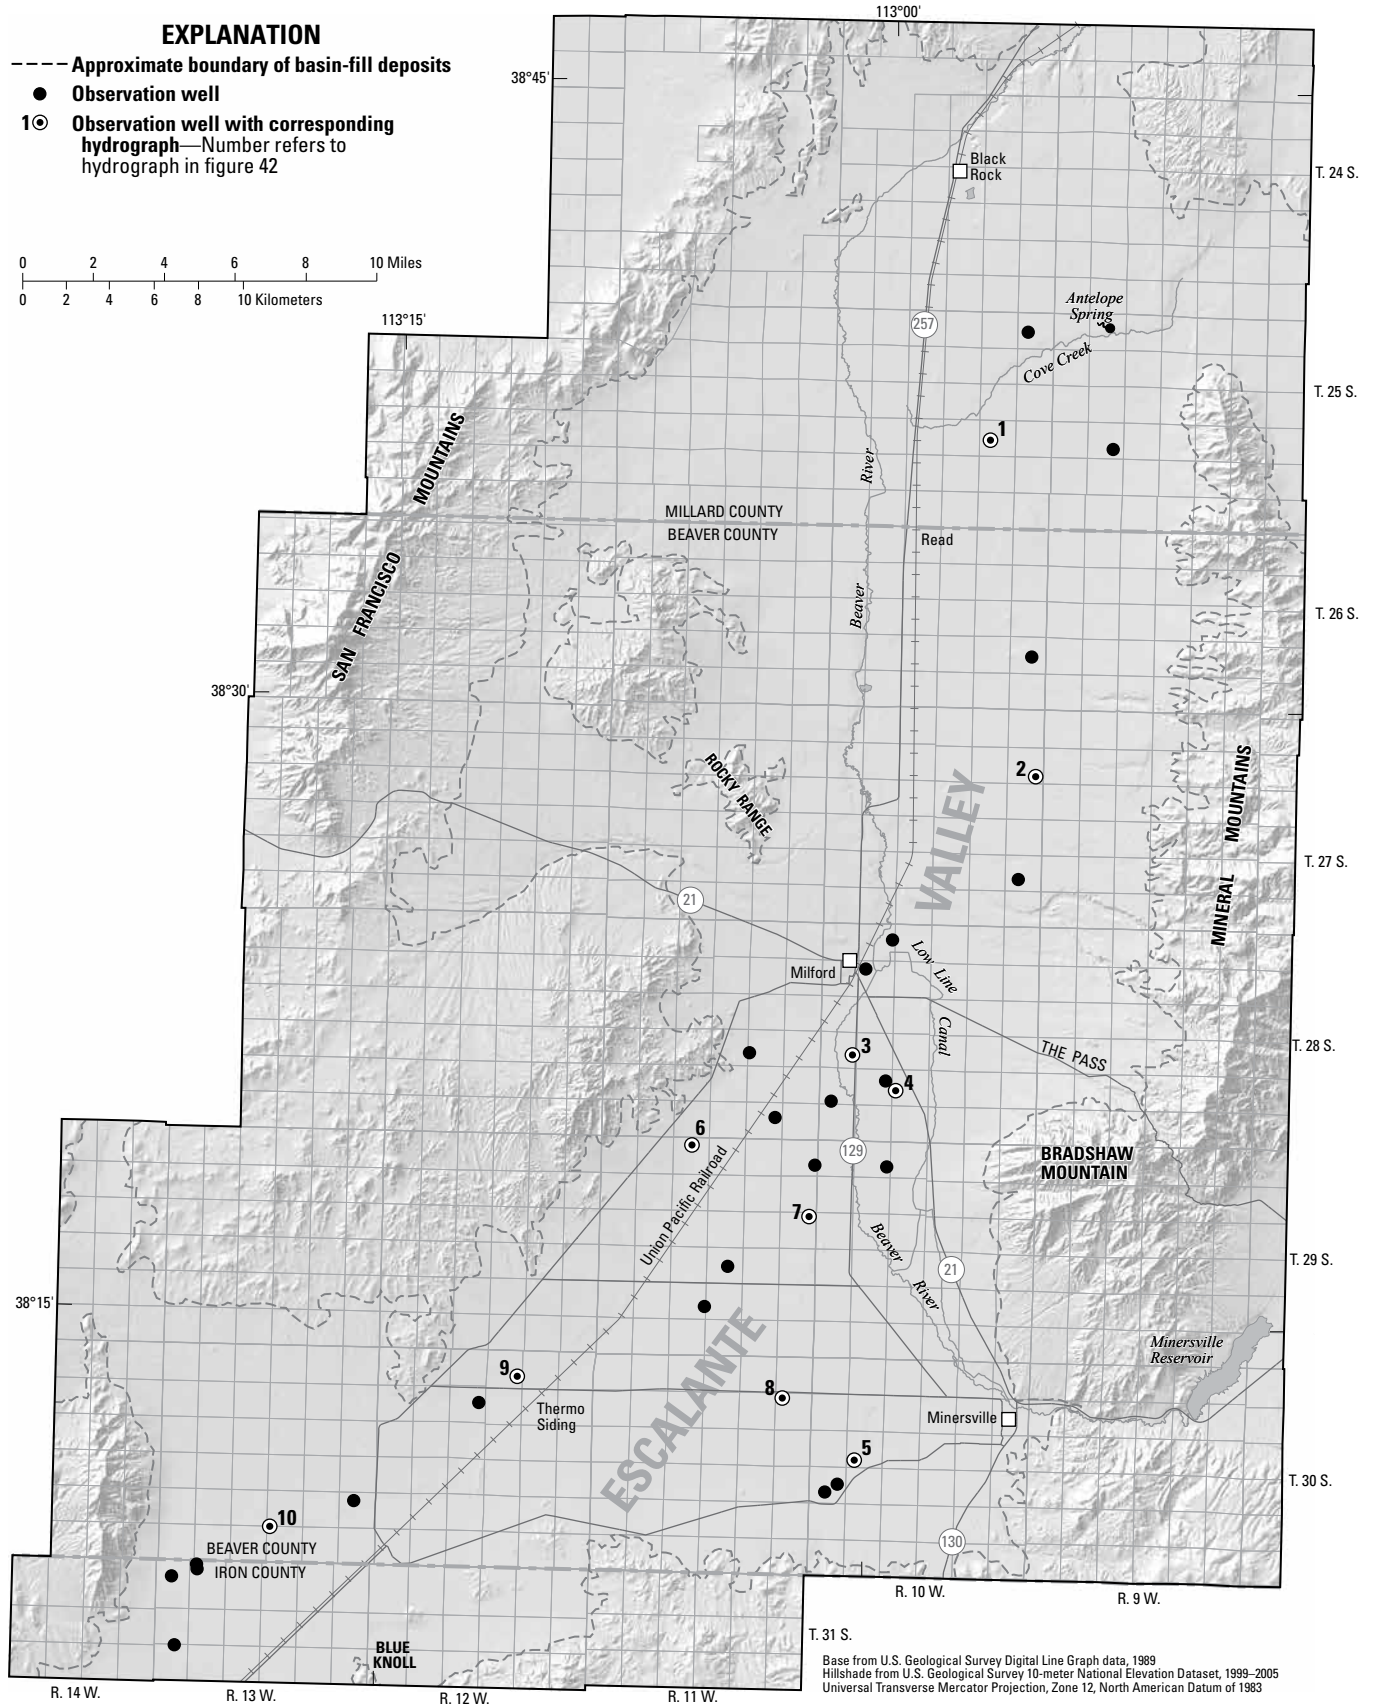 EXPLANATION
Approximate boundary of basin-fill deposits
Observation well
1 Observation well with corresponding
hydrograph—Number refers to
hydrograph in figure 42
0 2 4 6 8 10 Miles
0 2 4 6 8 10 Kilometers
113°00'
38°45'
113°15'
Black
Rock
T. 24 S.
Antelope
Spring
257
Cove Creek
T. 25 S.
1
MOUNTAINS
River
MILLARD COUNTY
BEAVER COUNTY
Read
SAN FRANCISCO
Beaver
T. 26 S.
38°30'
ROCKY RANGE
2
VALLEY
MINERAL MOUNTAINS
T. 27 S.
21
Milford
Low Line
Canal
3
THE PASS
T. 28 S.
4
6
129
BRADSHAW
MOUNTAIN
Union Pacific Railroad
7
Beaver
River
21
T. 29 S.
38°15'
ESCALANTE
Minersville
Reservoir
9
8
Thermo
Siding
Minersville
5
T. 30 S.
10
BEAVER COUNTY
IRON COUNTY
130
R. 10 W.
R. 9 W.
T. 31 S.
BLUE
KNOLL
R. 14 W.
R. 13 W.
R. 12 W.
R. 11 W.
Base from U.S. Geological Survey Digital Line Graph data, 1989
Hillshade from U.S. Geological Survey 10-meter National Elevation Dataset, 1999–2005
Universal Transverse Mercator Projection, Zone 12, North American Datum of 1983